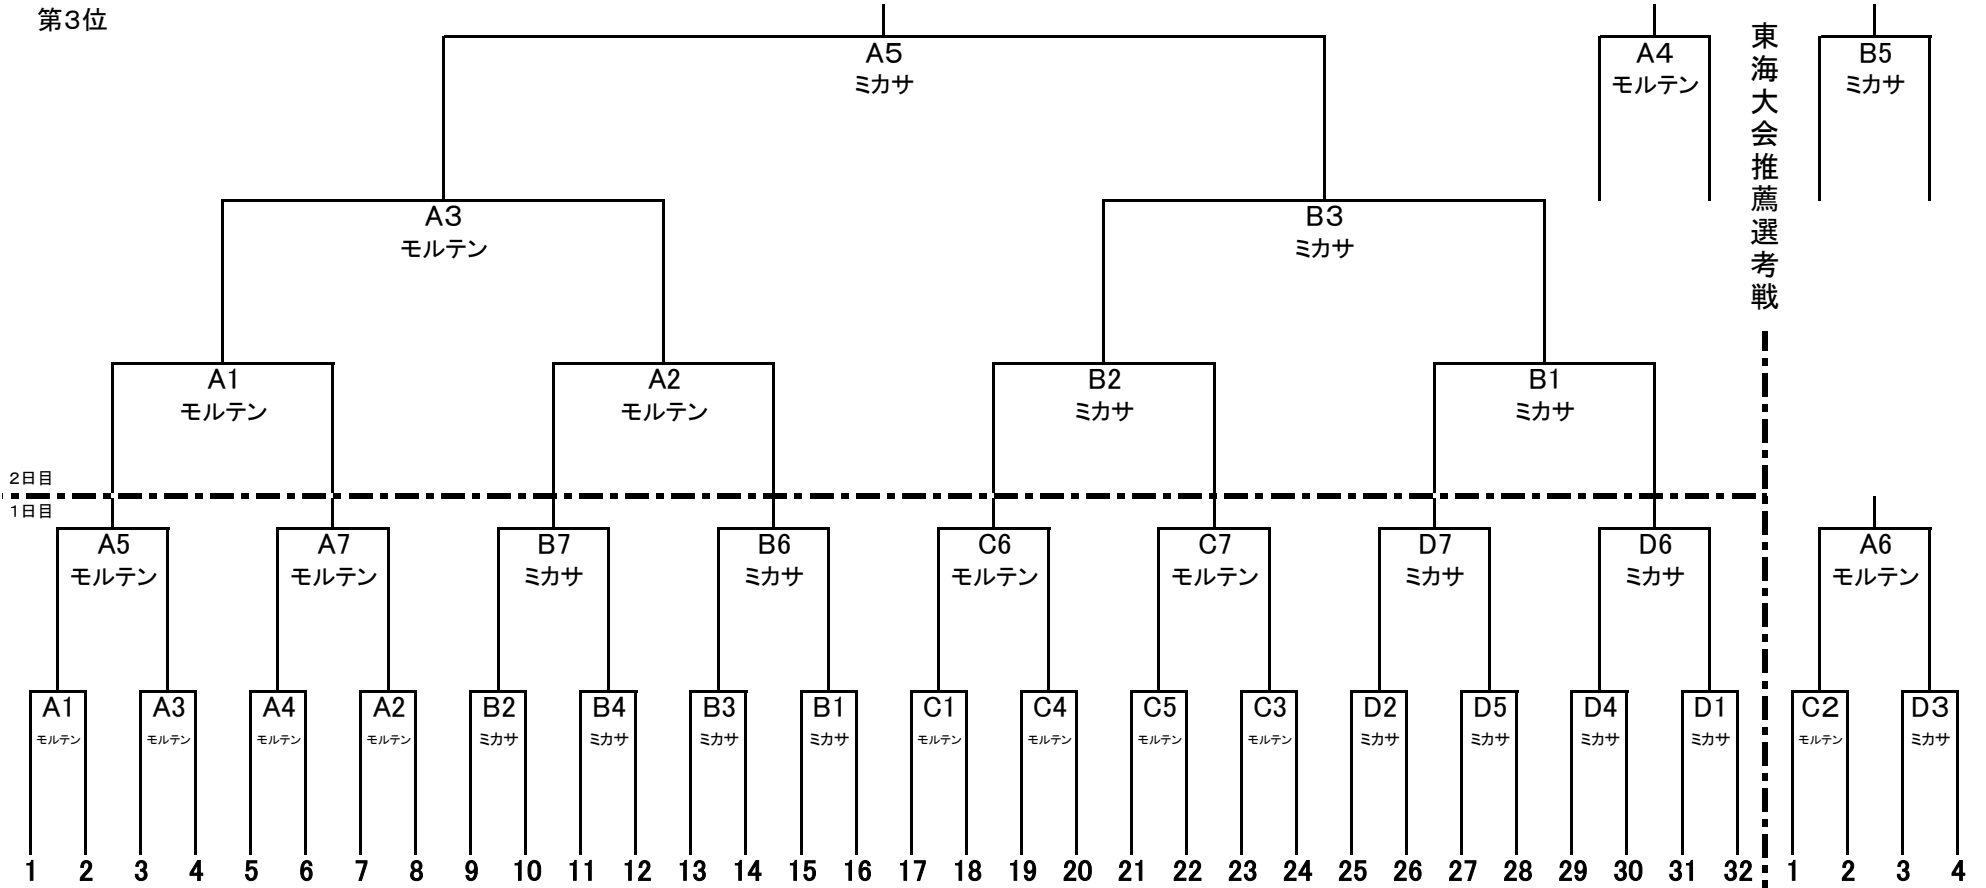 第3位
A5
ミカサ
A4
モルテン
東海大会推薦選考戦
B5
ミカサ
A3
モルテン
B3
ミカサ
A1
モルテン
A2
モルテン
B2
ミカサ
B1
ミカサ
2日目
1日目
A5
モルテン
A7
モルテン
B7
ミカサ
B6
ミカサ
C6
モルテン
C7
モルテン
D7
ミカサ
D6
ミカサ
A6
モルテン
A1
モルテン
A3
モルテン
A4
モルテン
A2
モルテン
B2
ミカサ
B4
ミカサ
B3
ミカサ
B1
ミカサ
C1
モルテン
C4
モルテン
C5
モルテン
C3
モルテン
D2
ミカサ
D5
ミカサ
D4
ミカサ
D1
ミカサ
C2
モルテン
D3
ミカサ
1 2 3 4 5 6 7 8 9 10 11 12 13 14 15 16 17 18 19 20 21 22 23 24 25 26 27 28 29 30 31 32 1 2 3 4